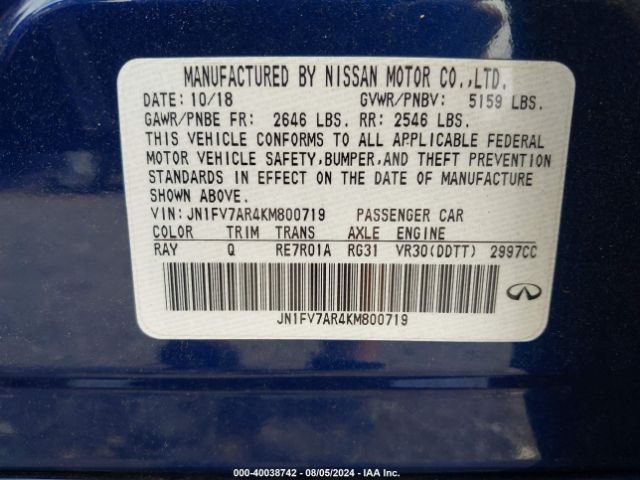 MANUFACTURED BY NISSAN MOTOR CO.,LTD.
DATE: 10/18 GVWR/PNBV: 5159 LBS.
GAWR/PNBE FR: 2646 LBS. RR: 2546 LBS.
THIS VEHICLE CONFORMS TO ALL APPLICABLE FEDERAL
MOTOR VEHICLE SAFETY,BUMPER,AND THEFT PREVENTION
STANDARDS IN EFFECT ON THE DATE OF MANUFACTURE
SHOWN ABOVE.
VIN:JN1FV7AR4KM800719 PASSENGER CAR
COLOR TRIM TRANS AXLE ENGINE
RAY Q RE7R01A RG31 VR30(DDTT) 2997CC
JN1FV7AR4KM800719
000-40038742 - 08/05/2024 - IAA Inc.